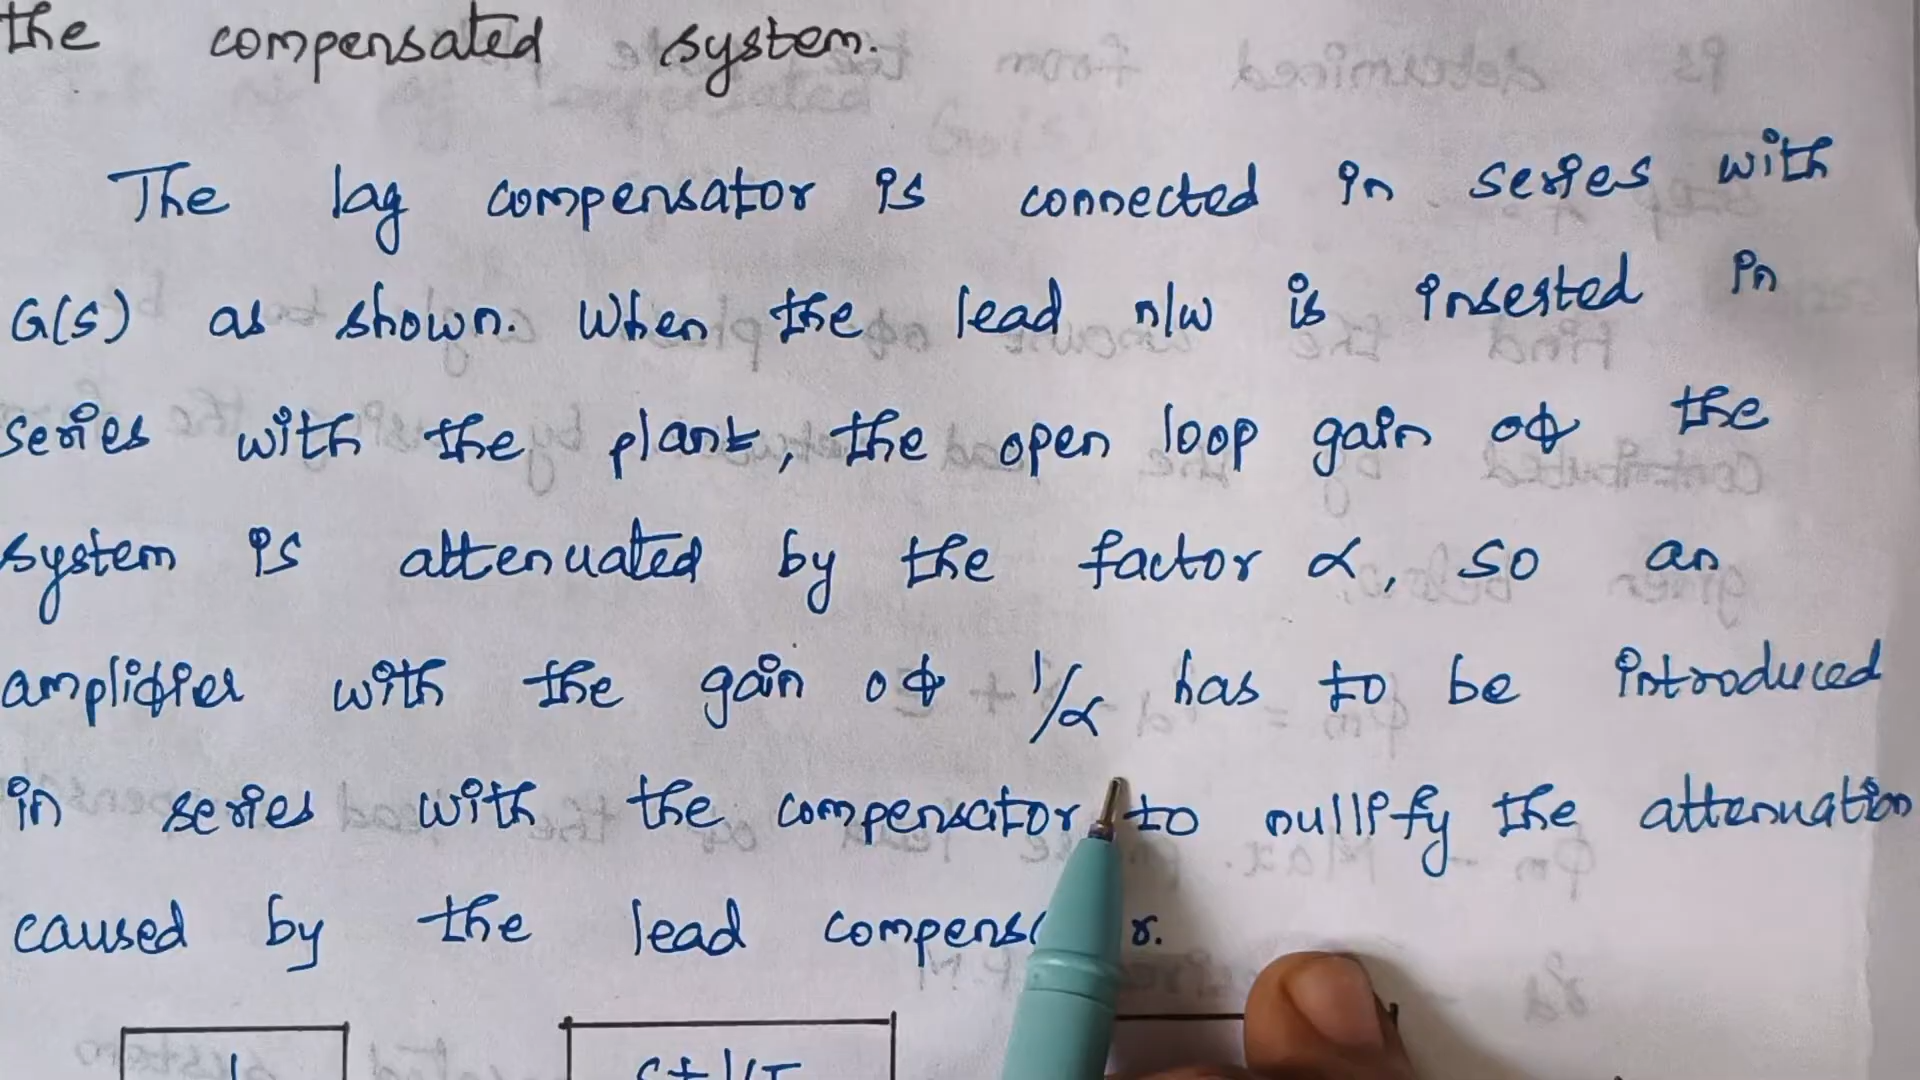 the compensated system.
The lag compensator is connected in series with
G(s) as shown. When the lead n/w is inserted in
series with the plant, the open loop gain of the
system is attenuated by the factor α, so an
amplifier with the gain of 1/α has to be introduced
in series with the compensator to nullify the attenuation
caused by the lead